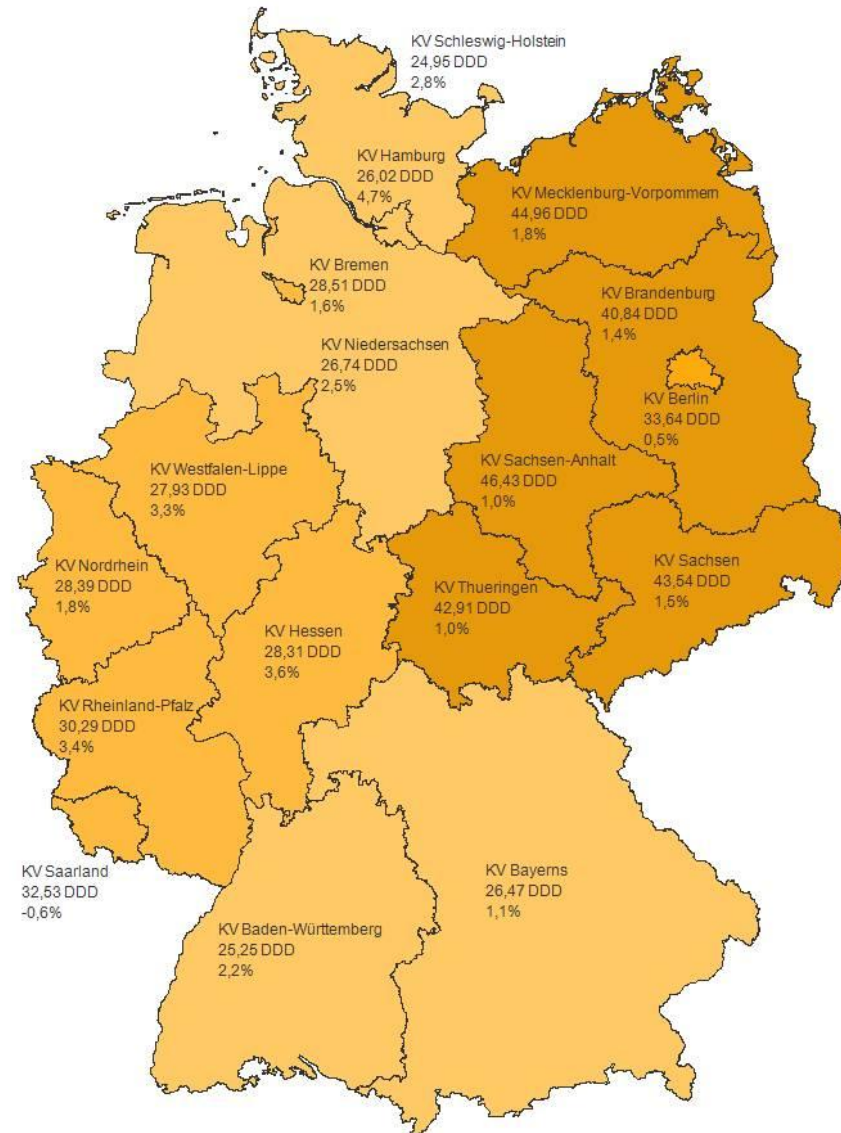 KV Schleswig-Holstein
24,95 DDD
2,8%
KV Hamburg
26,02 DDD
4,7%
KV Mecklenburg-Vorpommern
44,96 DDD
1,8%
KV Bremen
28,51 DDD
1,6%
KV Brandenburg
40,84 DDD
1,4%
KV Niedersachsen
26,74 DDD
2,5%
KV Berlin
33,64 DDD
0,5%
KV Westfalen-Lippe
27,93 DDD
3,3%
KV Sachsen-Anhalt
46,43 DDD
1,0%
KV Nordrhein
28,39 DDD
1,8%
KV Sachsen
43,54 DDD
1,5%
KV Thueringen
42,91 DDD
1,0%
KV Hessen
28,31 DDD
3,6%
KV Rheinland-Pfalz
30,29 DDD
3,4%
KV Saarland
32,53 DDD
-0,6%
KV Bayerns
26,47 DDD
1,1%
KV Baden-Württemberg
25,25 DDD
2,2%